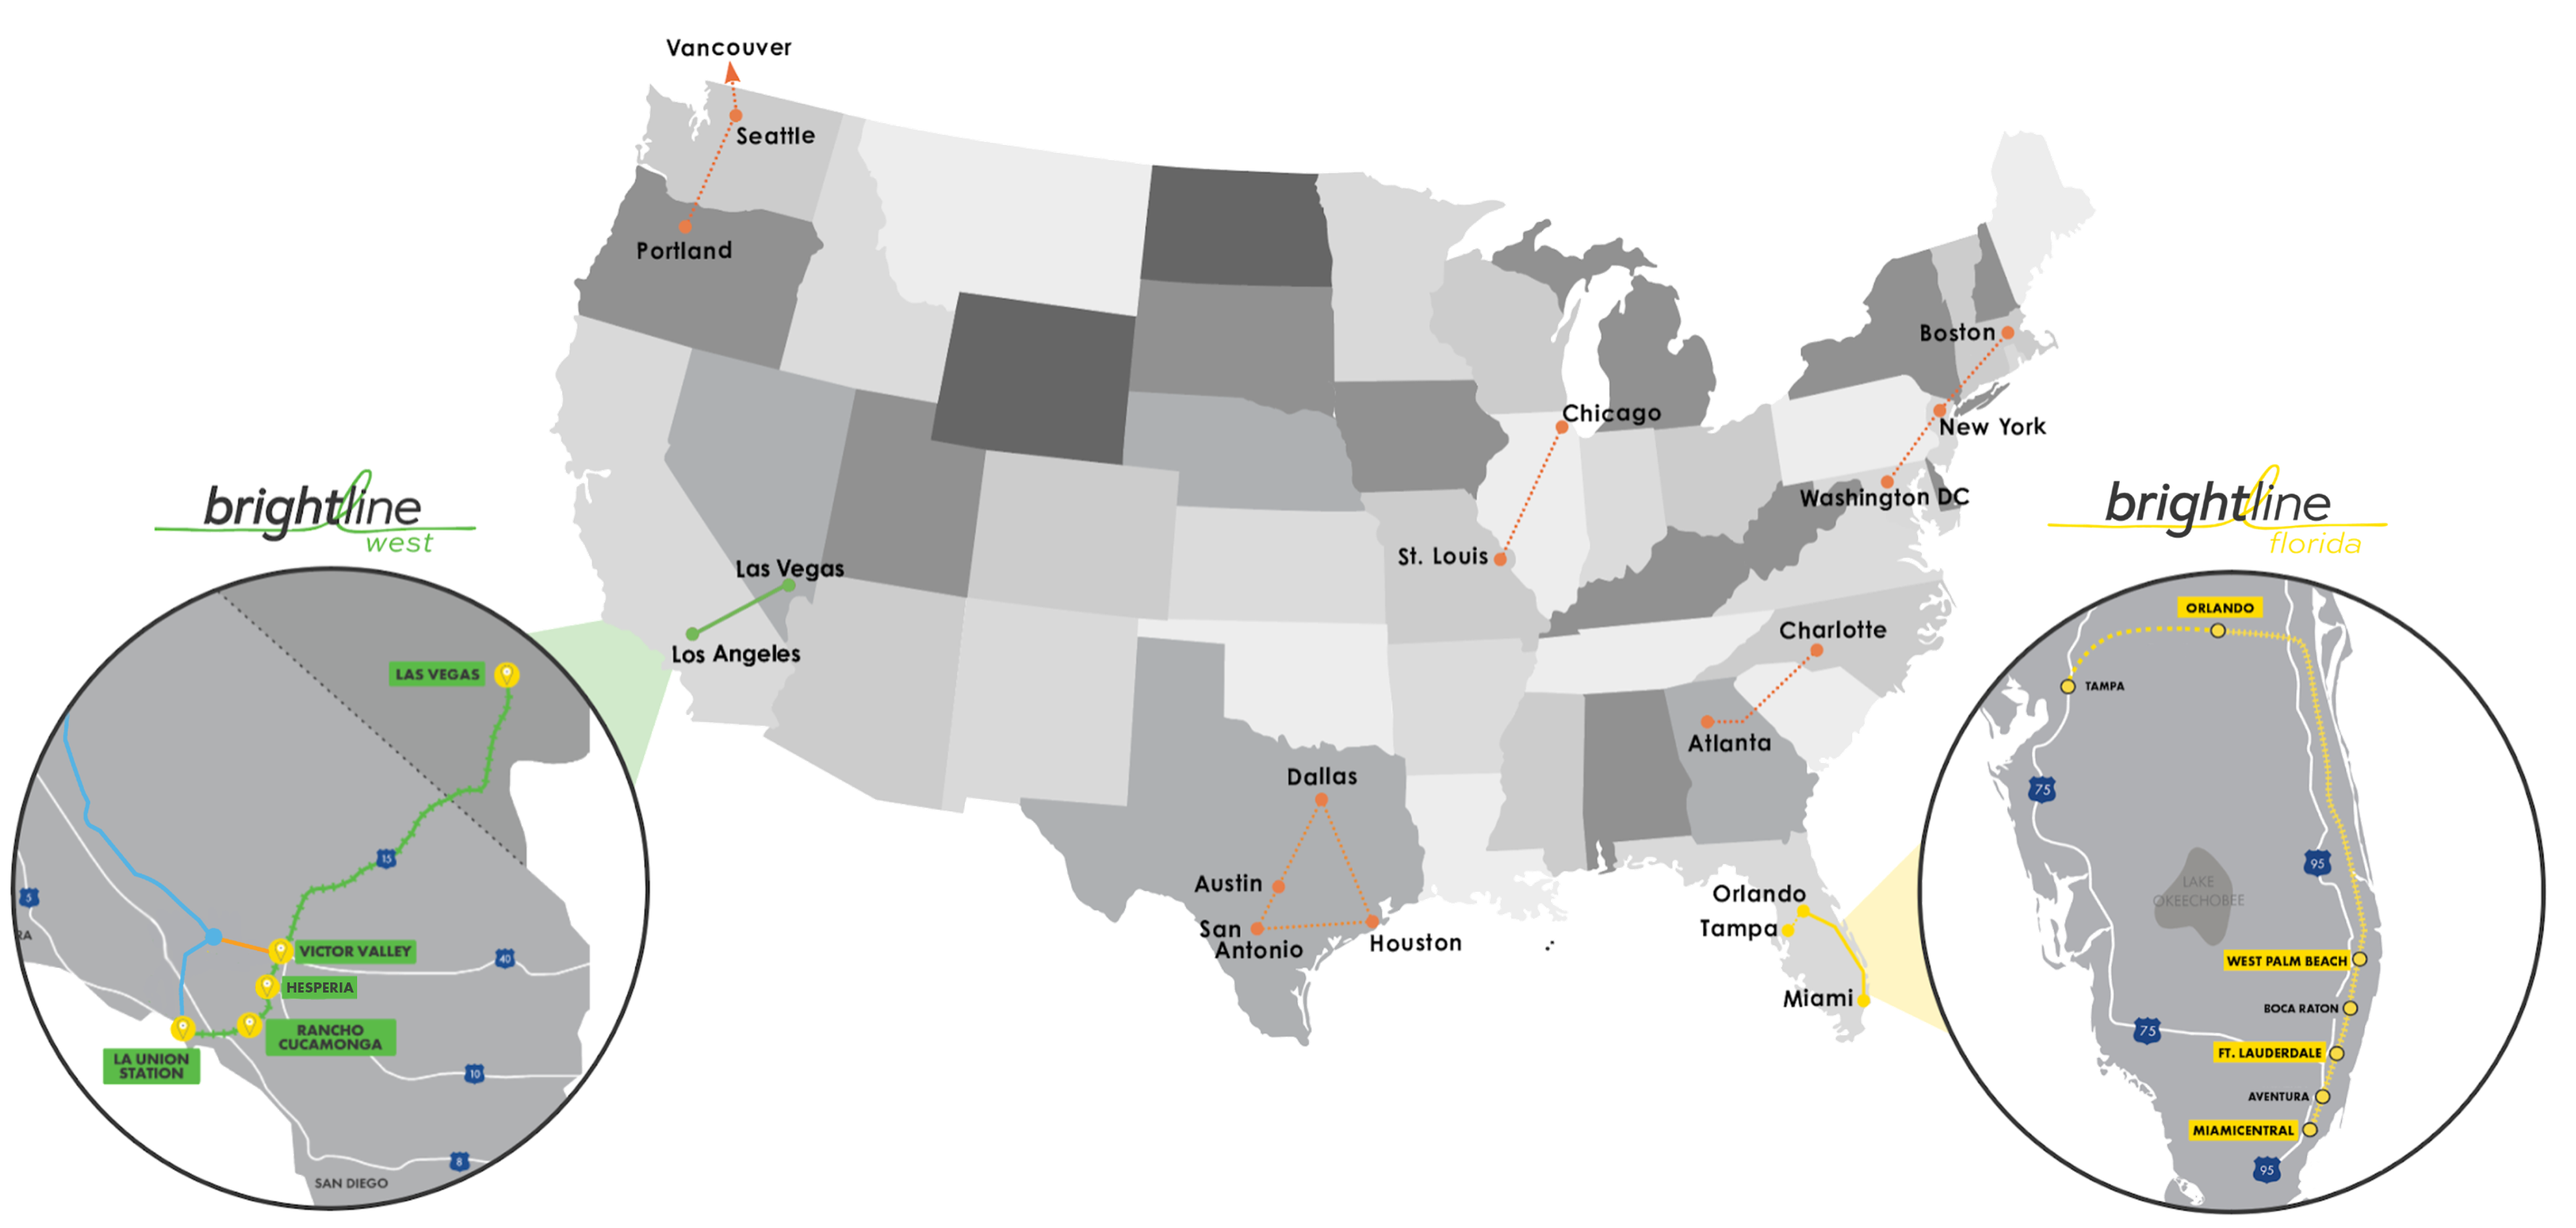 Vancouver
Seattle
Portland
Las Vegas
Los Angeles
Chicago
St. Louis
Boston
New York
Washington DC
Charlotte
Atlanta
Dallas
Austin
San
Antonio
Houston
Orlando
Tampa
Miami
brightline
west
LAS VEGAS
15
5
RA
VICTOR VALLEY
40
HESPERIA
RANCHO
CUCAMONGA
LA UNION
STATION
10
8
SAN DIEGO
brightline
florida
ORLANDO
TAMPA
75
95
LAKE
OKEECHOBEE
WEST PALM BEACH
BOCA RATON
75
FT. LAUDERDALE
AVENTURA
MIAMICENTRAL
95